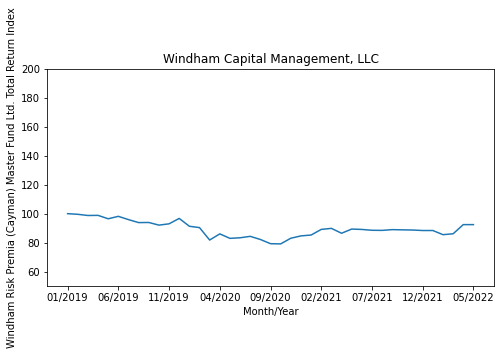 Windham Capital Management, LLC
Windham Risk Premia (Cayman) Master Fund Ltd. Total Return Index
200
180
160
140
120
100
80
60
01/2019 06/2019 11/2019 04/2020 09/2020 02/2021 07/2021 12/2021 05/2022
Month/Year